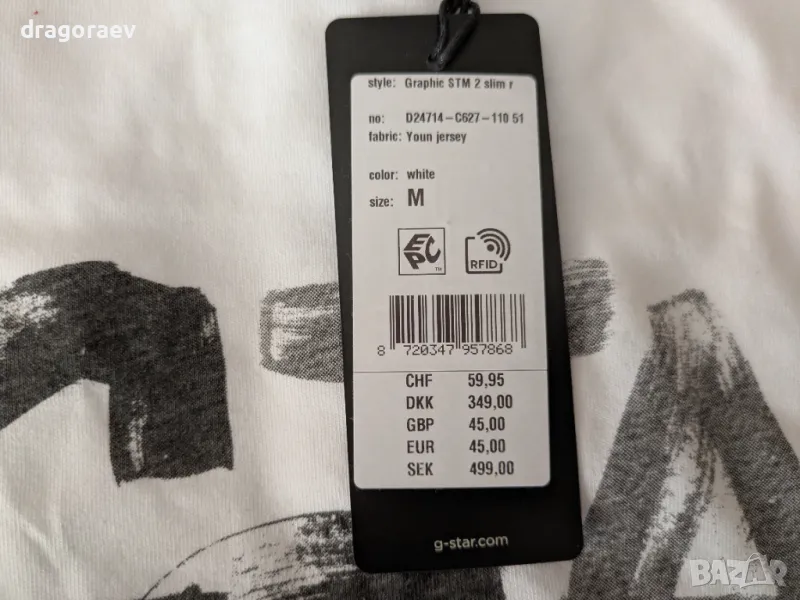 dragoraev
style: Graphic STM 2 slim r
no: D24714-C627-110 51
fabric: Youn jersey
color: white
size: M
EPC TM
RFID
8 720347 957868
CHF 59,95
DKK 349,00
GBP 45,00
EUR 45,00
SEK 499,00
g-star.com
BAZAR